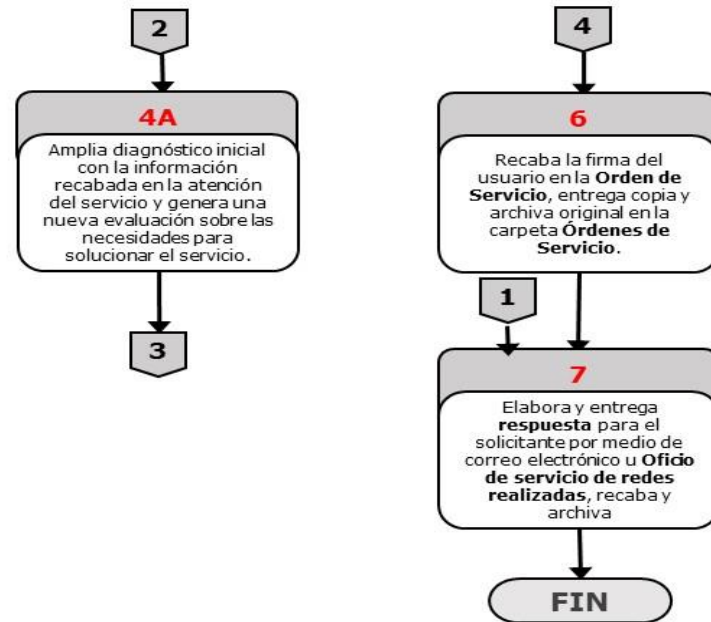 2
4A
Amplia diagnóstico inicial
con la información
recabada en la atención
del servicio y genera una
nueva evaluación sobre las
necesidades para
solucionar el servicio.
3
4
6
Recaba la firma del
usuario en la Orden de
Servicio, entrega copia y
archiva original en la
carpeta Órdenes de
Servicio.
1
7
Elabora y entrega
respuesta para el
solicitante por medio de
correo electrónico u Oficio
de servicio de redes
realizadas, recaba y
archiva
FIN